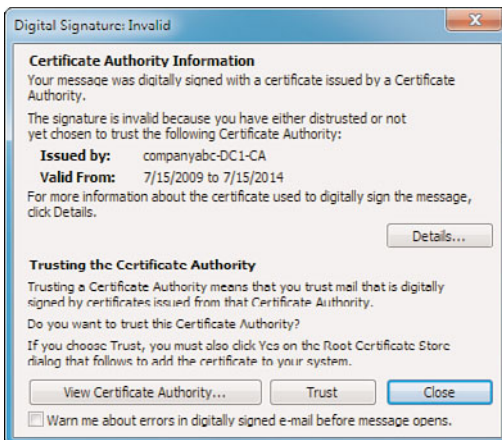 Digital Signature: Invalid
Certificate Authority Information
Your message was digitally signed with a certificate issued by a Certificate
Authority.
The signature is invalid because you have either distrusted or not
yet chosen to trust the following Certificate Authority:
Issued by: companyabc-DC1-CA
Valid From: 7/15/2009 to 7/15/2014
For more information about the certificate used to digitally sign the message,
click Details.
Details...
Trusting the Certificate Authority
Trusting a Certificate Authority means that you trust mail that is digitally
signed by certificates issued from that Certificate Authority.
Do you want to trust this Certificate Authority?
If you choose Trust, you must also click Yes on the Root Certificate Store
dialog that follows to add the certificate to your system.
View Certificate Authority... Trust Close
Warn me about errors in digitally signed e-mail before message opens.